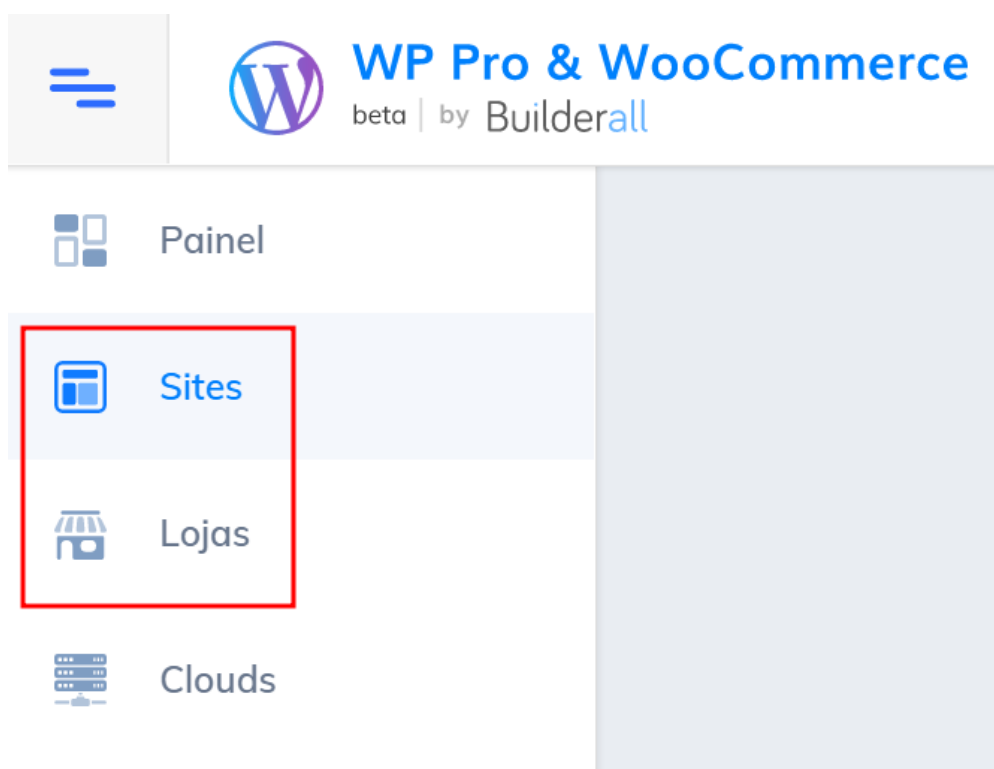 WP Pro & WooCommerce
beta | by Builderall
Painel
Sites
Lojas
Clouds